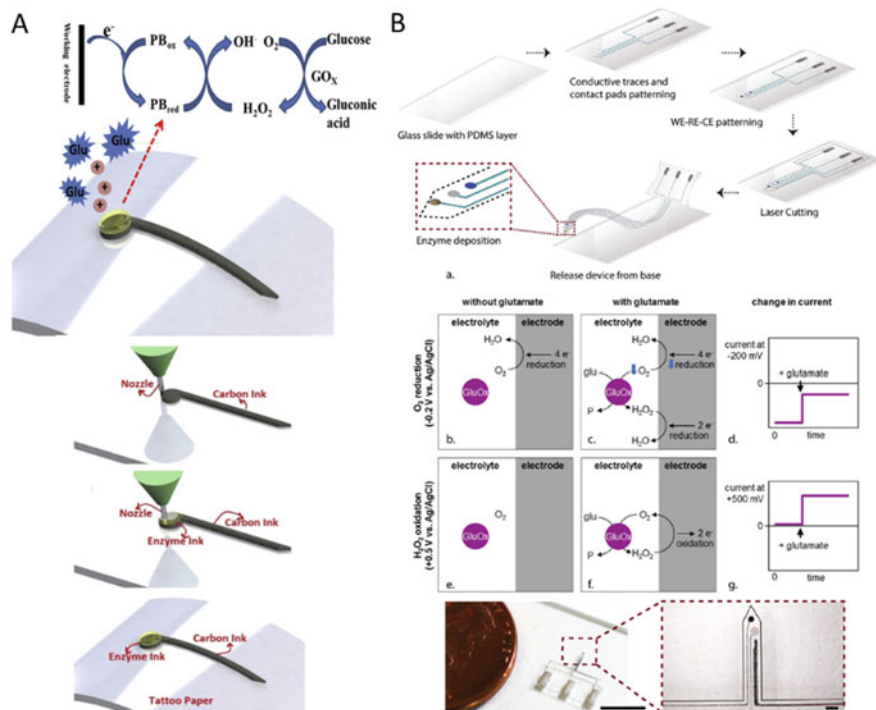 A
Working electrode
e⁻
PBox
OH⁻ O₂
Glucose
GOX
PBred
H₂O₂
Gluconic
acid
Glu
Glu
Glu
+
+
+
Nozzle
Carbon Ink
Nozzle
Carbon Ink
Enzyme Ink
Carbon Ink
Enzyme Ink
Tattoo Paper
B
Glass slide with PDMS layer
Conductive traces and
contact pads patterning
WE-RE-CE patterning
Laser Cutting
Enzyme deposition
Release device from base
a.
without glutamate
with glutamate
change in current
O₂ reduction
(-0.2 V vs. Ag/AgCl)
electrolyte
electrode
H₂O
4 e⁻
reduction
O₂
GluOx
b.
electrolyte
electrode
H₂O
4 e⁻
reduction
glu
O₂
GluOx
P
H₂O₂
2 e⁻
reduction
H₂O
c.
current at
-200 mV
+ glutamate
0
0
time
d.
H₂O₂ oxidation
(+0.5 V vs. Ag/AgCl)
electrolyte
electrode
O₂
GluOx
e.
electrolyte
electrode
glu
O₂
GluOx
2 e⁻
oxidation
P
H₂O₂
f.
current at
+500 mV
0
+ glutamate
0
time
g.